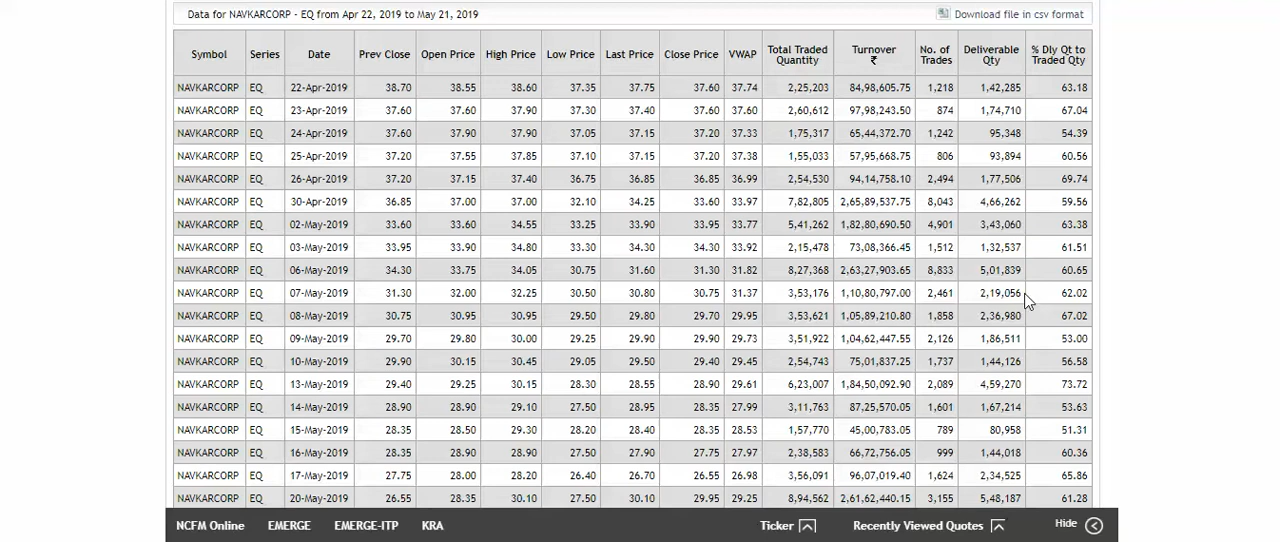 Data for NAVKARCORP - EQ from Apr 22, 2019 to May 21, 2019 Download file in csv format
Symbol Series Date Prev Close Open Price High Price Low Price Last Price Close Price VWAP Total Traded Quantity Turnover ₹ No. of Trades Deliverable Qty % Dly Qt to Traded Qty
NAVKARCORP EQ 22-Apr-2019 38.70 38.55 38.60 37.35 37.75 37.60 37.74 2,25,203 84,98,605.75 1,218 1,42,285 63.18
NAVKARCORP EQ 23-Apr-2019 37.60 37.60 37.90 37.30 37.40 37.60 37.60 2,60,612 97,98,243.50 874 1,74,710 67.04
NAVKARCORP EQ 24-Apr-2019 37.60 37.90 37.90 37.05 37.15 37.20 37.33 1,75,317 65,44,372.70 1,242 95,348 54.39
NAVKARCORP EQ 25-Apr-2019 37.20 37.55 37.85 37.10 37.15 37.20 37.38 1,55,033 57,95,668.75 806 93,894 60.56
NAVKARCORP EQ 26-Apr-2019 37.20 37.15 37.40 36.75 36.85 36.85 36.99 2,54,530 94,14,758.10 2,494 1,77,506 69.74
NAVKARCORP EQ 30-Apr-2019 36.85 37.00 37.00 32.10 34.25 33.60 33.97 7,82,805 2,65,89,537.75 8,043 4,66,262 59.56
NAVKARCORP EQ 02-May-2019 33.60 33.60 34.55 33.25 33.90 33.95 33.77 5,41,262 1,82,80,690.50 4,901 3,43,060 63.38
NAVKARCORP EQ 03-May-2019 33.95 33.90 34.80 33.30 34.30 34.30 33.92 2,15,478 73,08,366.45 1,512 1,32,537 61.51
NAVKARCORP EQ 06-May-2019 34.30 33.75 34.05 30.75 31.60 31.30 31.82 8,27,368 2,63,27,903.65 8,833 5,01,839 60.65
NAVKARCORP EQ 07-May-2019 31.30 32.00 32.25 30.50 30.80 30.75 31.37 3,53,176 1,10,80,797.00 2,461 2,19,056 62.02
NAVKARCORP EQ 08-May-2019 30.75 30.95 30.95 29.50 29.80 29.70 29.95 3,53,621 1,05,89,210.80 1,858 2,36,980 67.02
NAVKARCORP EQ 09-May-2019 29.70 29.80 30.00 29.25 29.90 29.90 29.73 3,51,922 1,04,62,447.55 2,126 1,86,511 53.00
NAVKARCORP EQ 10-May-2019 29.90 30.15 30.45 29.05 29.50 29.40 29.45 2,54,743 75,01,837.25 1,737 1,44,126 56.58
NAVKARCORP EQ 13-May-2019 29.40 29.25 30.15 28.30 28.55 28.90 29.61 6,23,007 1,84,50,092.90 2,089 4,59,270 73.72
NAVKARCORP EQ 14-May-2019 28.90 28.90 29.10 27.50 28.95 28.35 27.99 3,11,763 87,25,570.05 1,601 1,67,214 53.63
NAVKARCORP EQ 15-May-2019 28.35 28.50 29.30 28.20 28.40 28.35 28.53 1,57,770 45,00,783.05 789 80,958 51.31
NAVKARCORP EQ 16-May-2019 28.35 28.90 28.90 27.50 27.90 27.75 27.97 2,38,583 66,72,756.05 999 1,44,018 60.36
NAVKARCORP EQ 17-May-2019 27.75 28.00 28.20 26.40 26.70 26.55 26.98 3,56,091 96,07,019.40 1,624 2,34,525 65.86
NAVKARCORP EQ 20-May-2019 26.55 28.35 30.10 27.50 30.10 29.95 29.25 8,94,562 2,61,62,440.15 3,155 5,48,187 61.28
NCFM Online EMERGE EMERGE-ITP KRA Ticker Recently Viewed Quotes Hide